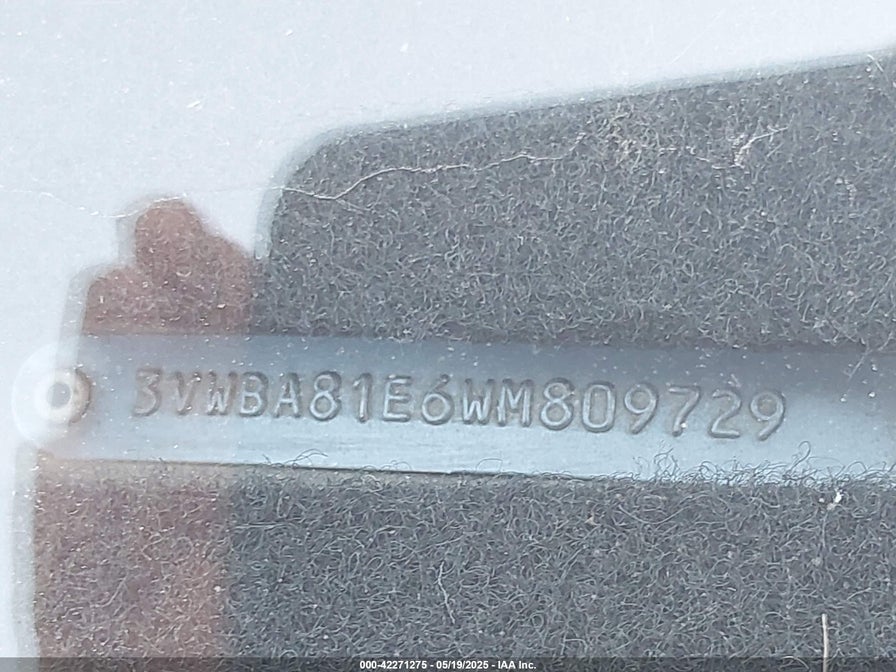 3VWBA81E6WM809729
000-42271275 - 05/19/2025 - IAA Inc.